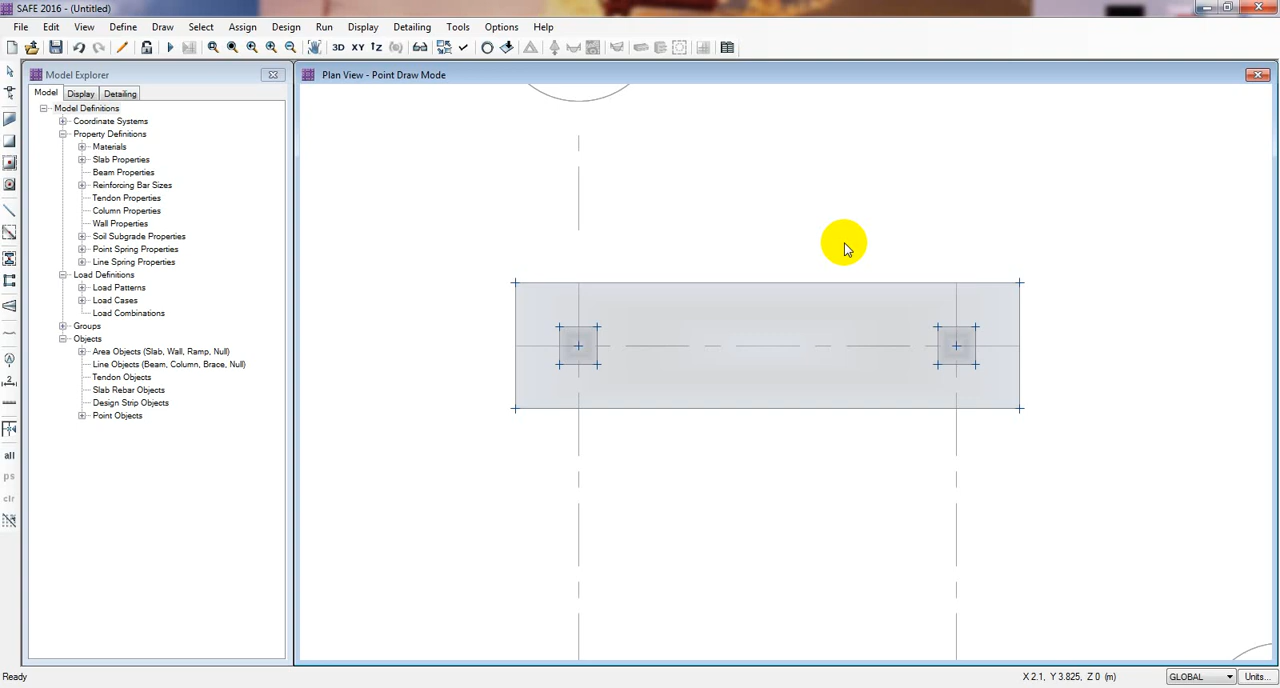 SAFE 2016 - (Untitled)
File Edit View Define Draw Select Assign Design Run Display Detailing Tools Options Help
3D XY
Model Explorer
Plan View - Point Draw Mode
Model Display Detailing
Model Definitions
Coordinate Systems
Property Definitions
Materials
Slab Properties
Beam Properties
Reinforcing Bar Sizes
Tendon Properties
Column Properties
Wall Properties
Soil Subgrade Properties
Point Spring Properties
Line Spring Properties
Load Definitions
Load Patterns
Load Cases
Load Combinations
Groups
Objects
Area Objects (Slab, Wall, Ramp, Null)
Line Objects (Beam, Column, Brace, Null)
Tendon Objects
Slab Rebar Objects
Design Strip Objects
Point Objects
all
ps
clr
Ready
X 2.1, Y 3.825, Z 0 (m)
GLOBAL
Units...